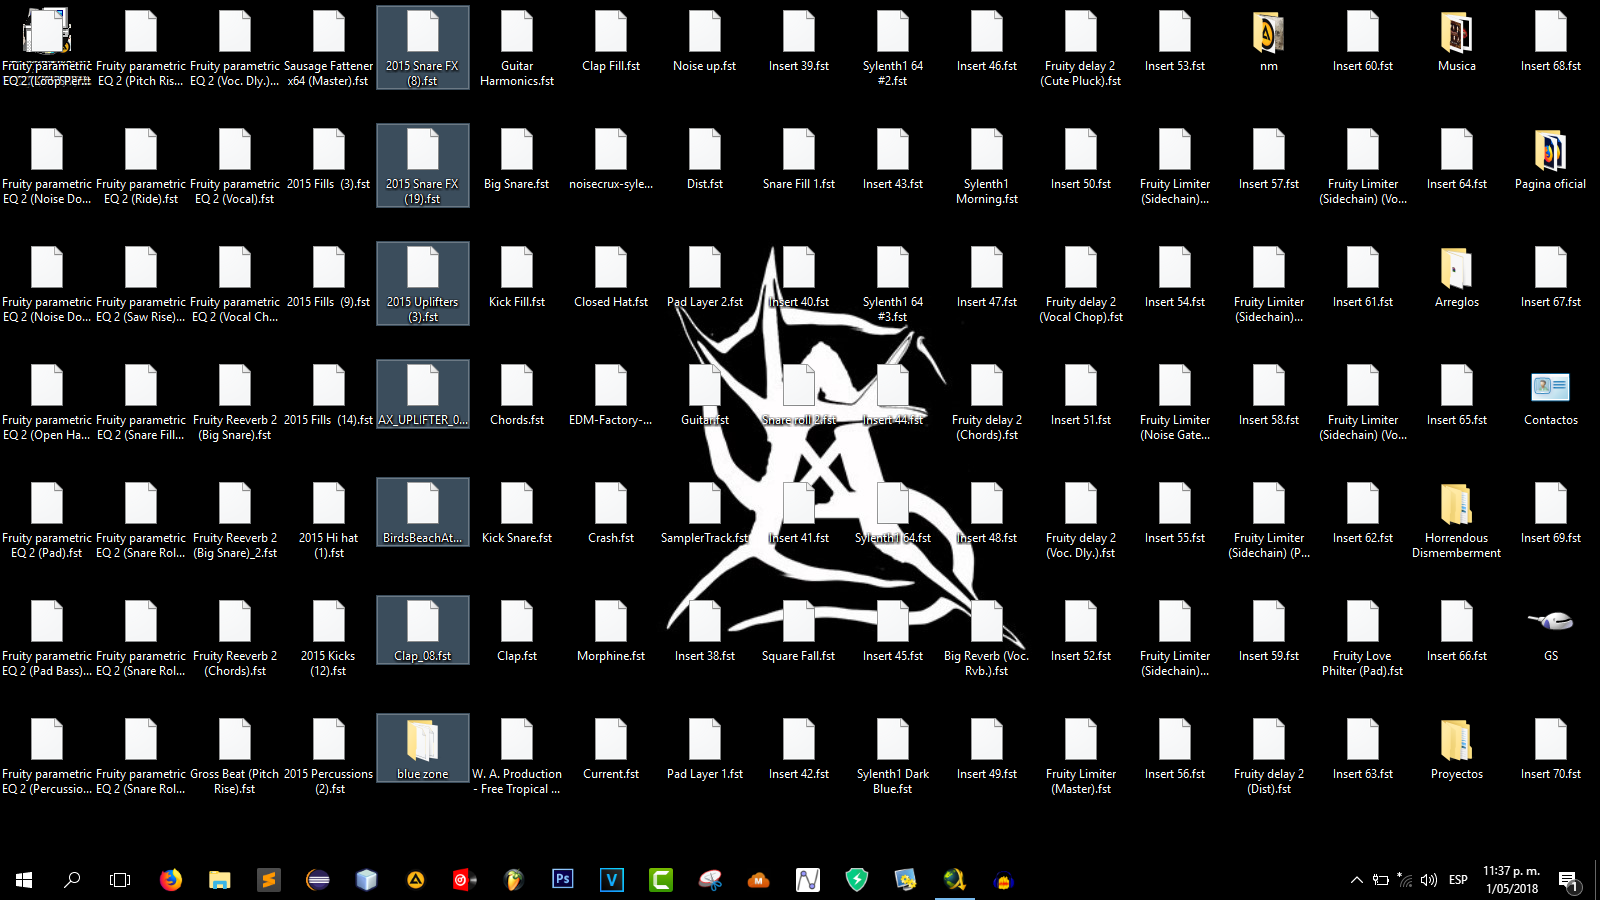 Fruity parametric
Fruity parametric
EQ 2 (Pitch Ris...
Fruity parametric
EQ 2 (Voc. Dly.)...
Sausage Fattener
x64 (Master).fst
2015 Snare FX
(8).fst
Guitar
Harmonics.fst
Clap Fill.fst
Noise up.fst
Insert 39.fst
Sylenth1 64
#2.fst
Insert 46.fst
Fruity delay 2
(Cute Pluck).fst
Insert 53.fst
nm
Insert 60.fst
Musica
Insert 68.fst
Fruity parametric
EQ 2 (Noise Do...
Fruity parametric
EQ 2 (Ride).fst
Fruity parametric
EQ 2 (Vocal).fst
2015 Fills  (3).fst
2015 Snare FX
(19).fst
Big Snare.fst
noisecrux-syle...
Dist.fst
Snare Fill 1.fst
Insert 43.fst
Sylenth1
Morning.fst
Insert 50.fst
Fruity Limiter
(Sidechain)...
Insert 57.fst
Fruity Limiter
(Sidechain) (Vo...
Insert 64.fst
Pagina oficial
Fruity parametric
EQ 2 (Noise Do...
Fruity parametric
EQ 2 (Saw Rise)...
Fruity parametric
EQ 2 (Vocal Ch...
2015 Fills  (9).fst
2015 Uplifters
(3).fst
Kick Fill.fst
Closed Hat.fst
Pad Layer 2.fst
Insert 40.fst
Sylenth1 64
#3.fst
Insert 47.fst
Fruity delay 2
(Vocal Chop).fst
Insert 54.fst
Fruity Limiter
(Sidechain)...
Insert 61.fst
Arreglos
Insert 67.fst
Fruity parametric
EQ 2 (Open Ha...
Fruity parametric
EQ 2 (Snare Fill...
Fruity Reeverb 2
(Big Snare).fst
2015 Fills  (14).fst
AX_UPLIFTER_0...
Chords.fst
EDM-Factory-...
Guitar.fst
Snare roll 2.fst
Insert 44.fst
Fruity delay 2
(Chords).fst
Insert 51.fst
Fruity Limiter
(Noise Gate...
Insert 58.fst
Fruity Limiter
(Sidechain) (Vo...
Insert 65.fst
Contactos
Fruity parametric
EQ 2 (Pad).fst
Fruity parametric
EQ 2 (Snare Rol...
Fruity Reeverb 2
(Big Snare)_2.fst
2015 Hi hat
(1).fst
BirdsBeachAt...
Kick Snare.fst
Crash.fst
SamplerTrack.fst
Insert 41.fst
Sylenth1 64.fst
Insert 48.fst
Fruity delay 2
(Voc. Dly.).fst
Insert 55.fst
Fruity Limiter
(Sidechain) (P...
Insert 62.fst
Horrendous
Dismemberment
Insert 69.fst
Fruity parametric
EQ 2 (Pad Bass)...
Fruity parametric
EQ 2 (Snare Rol...
Fruity Reeverb 2
(Chords).fst
2015 Kicks
(12).fst
Clap_08.fst
Clap.fst
Morphine.fst
Insert 38.fst
Square Fall.fst
Insert 45.fst
Big Reverb (Voc.
Rvb.).fst
Insert 52.fst
Fruity Limiter
(Sidechain)...
Insert 59.fst
Fruity Love
Philter (Pad).fst
Insert 66.fst
GS
Fruity parametric
EQ 2 (Percussio...
Fruity parametric
EQ 2 (Snare Rol...
Gross Beat (Pitch
Rise).fst
2015 Percussions
(2).fst
blue zone
W. A. Production
- Free Tropical ...
Current.fst
Pad Layer 1.fst
Insert 42.fst
Sylenth1 Dark
Blue.fst
Insert 49.fst
Fruity Limiter
(Master).fst
Insert 56.fst
Fruity delay 2
(Dist).fst
Insert 63.fst
Proyectos
Insert 70.fst
Ps
V
C
M
N
ESP
11:37 p. m.
1/05/2018
1